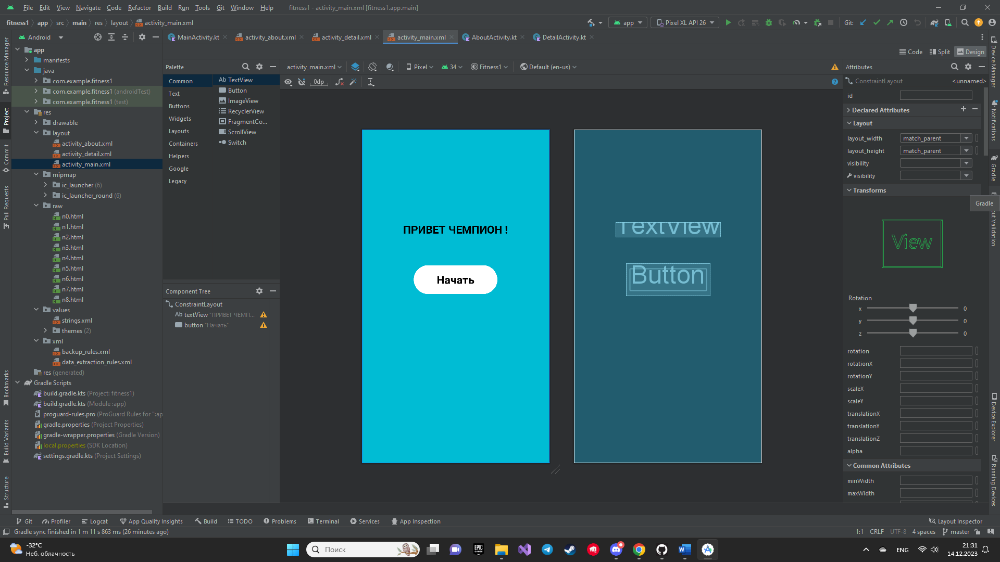 File Edit View Navigate Code Refactor Build Run Tools Git Window Help fitness1 - activity_main.xml [fitness1.app.main]
fitness1 app src main res layout activity_main.xml app Pixel XL API 26 Git:
Android MainActivity.kt activity_about.xml activity_detail.xml activity_main.xml AboutActivity.kt DetailActivity.kt
Code Split Design
Resource Manager
Project
Commit
Pull Requests
Bookmarks
Build Variants
Structure
app
manifests
java
com.example.fitness1
com.example.fitness1 (androidTest)
com.example.fitness1 (test)
res
drawable
layout
activity_about.xml
activity_detail.xml
activity_main.xml
mipmap
ic_launcher (6)
ic_launcher_round (6)
raw
n0.html
n1.html
n2.html
n3.html
n4.html
n5.html
n6.html
n7.html
n8.html
values
strings.xml
themes (2)
xml
backup_rules.xml
data_extraction_rules.xml
res (generated)
Gradle Scripts
build.gradle.kts (Project: fitness1)
build.gradle.kts (Module :app)
proguard-rules.pro (ProGuard Rules for ":ap
gradle.properties (Project Properties)
gradle-wrapper.properties (Gradle Version)
local.properties (SDK Location)
settings.gradle.kts (Project Settings)
Palette
Common
Text
Buttons
Widgets
Layouts
Containers
Helpers
Google
Legacy
Ab TextView
Button
ImageView
RecyclerView
FragmentCo...
ScrollView
Switch
Component Tree
ConstraintLayout
Ab textView "ПРИВЕТ ЧЕМП...
button "Начать"
activity_main.xml Pixel 34 Fitness1 Default (en-us)
0dp
ПРИВЕТ ЧЕМПИОН !
Начать
TextView
Button
Attributes
ConstraintLayout <unnamed>
id
Declared Attributes
Layout
layout_width match_parent
layout_height match_parent
visibility
visibility
Transforms
View
Rotation
x 0
y 0
z 0
rotation
rotationX
rotationY
scaleX
scaleY
translationX
translationY
translationZ
alpha
Common Attributes
minWidth
maxWidth
Device Manager
Notifications
Gradle
Gradle
out Validation
Device Explorer
Running Devices
Git Profiler Logcat App Quality Insights Build TODO Problems Terminal Services App Inspection Layout Inspector
Gradle sync finished in 1 m 11 s 863 ms (26 minutes ago) 1:1 CRLF UTF-8 4 spaces master
-32°C
Неб. облачность
Поиск
EPIC GAMES
ENG
21:31
14.12.2023